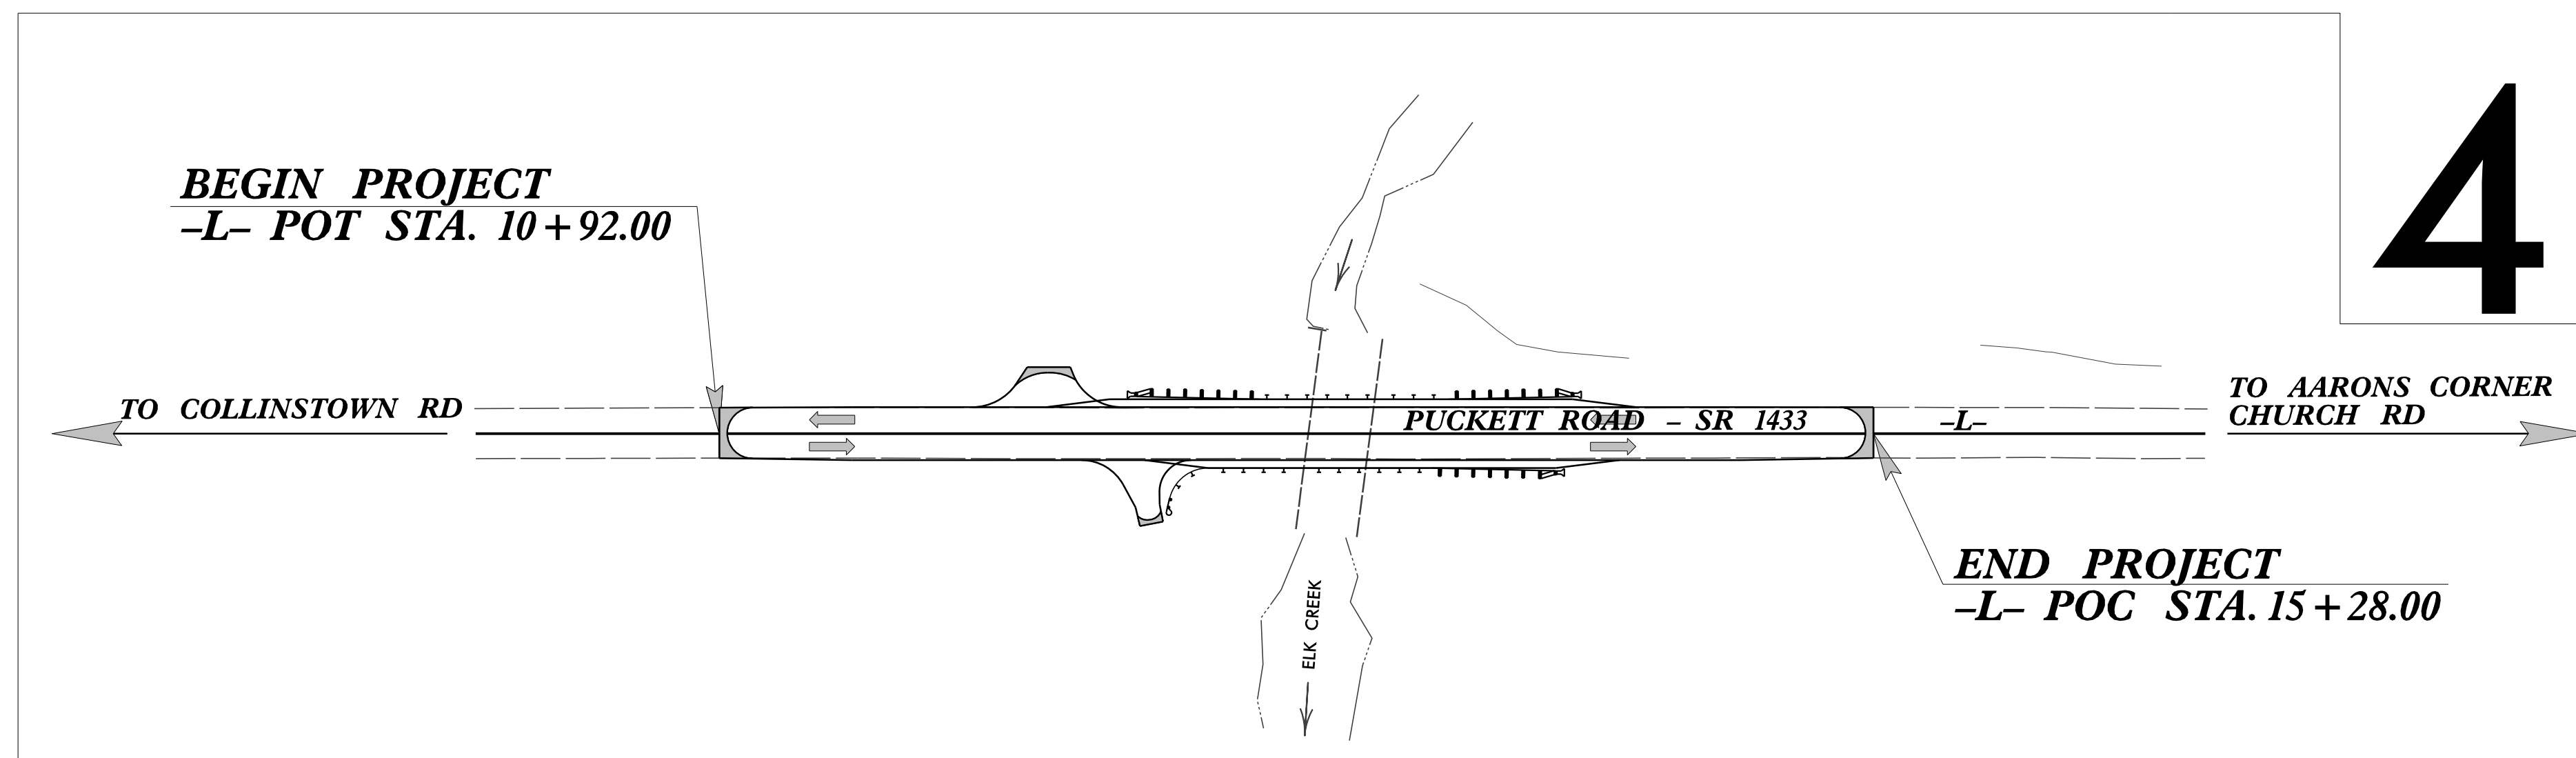 4
BEGIN PROJECT
–L– POT STA. 10+92.00
TO COLLINSTOWN RD
PUCKETT ROAD – SR 1433
–L–
TO AARONS CORNER
CHURCH RD
END PROJECT
–L– POC STA. 15+28.00
ELK CREEK